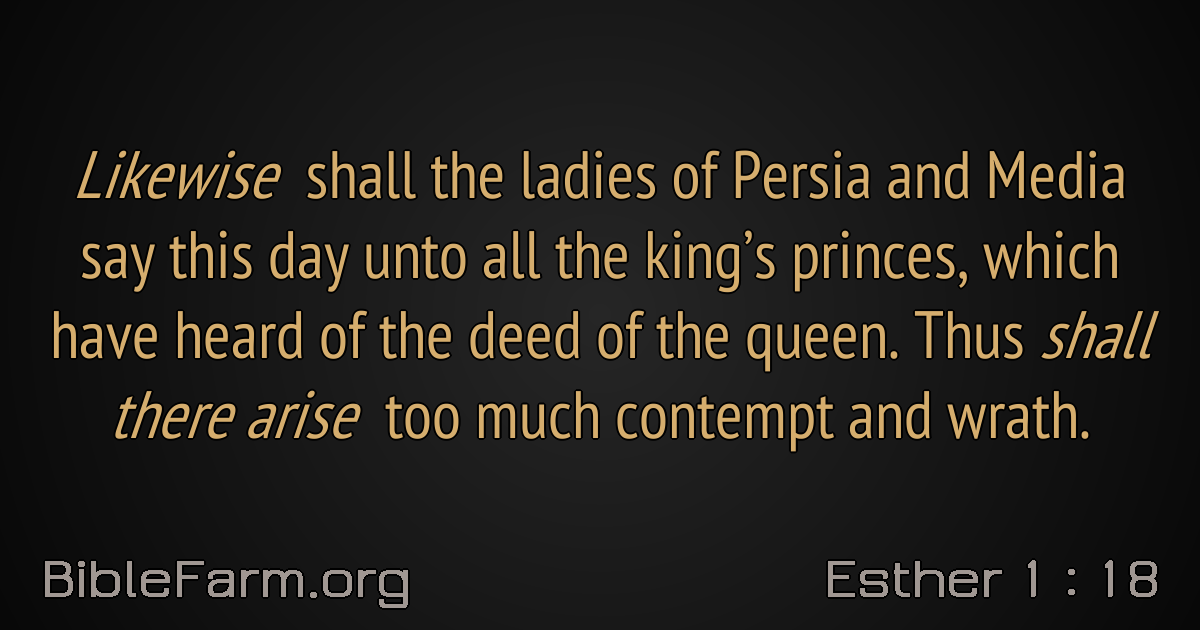 Likewise shall the ladies of Persia and Media
say this day unto all the king’s princes, which
have heard of the deed of the queen. Thus shall
there arise too much contempt and wrath.
BibleFarm.org
Esther 1 : 18